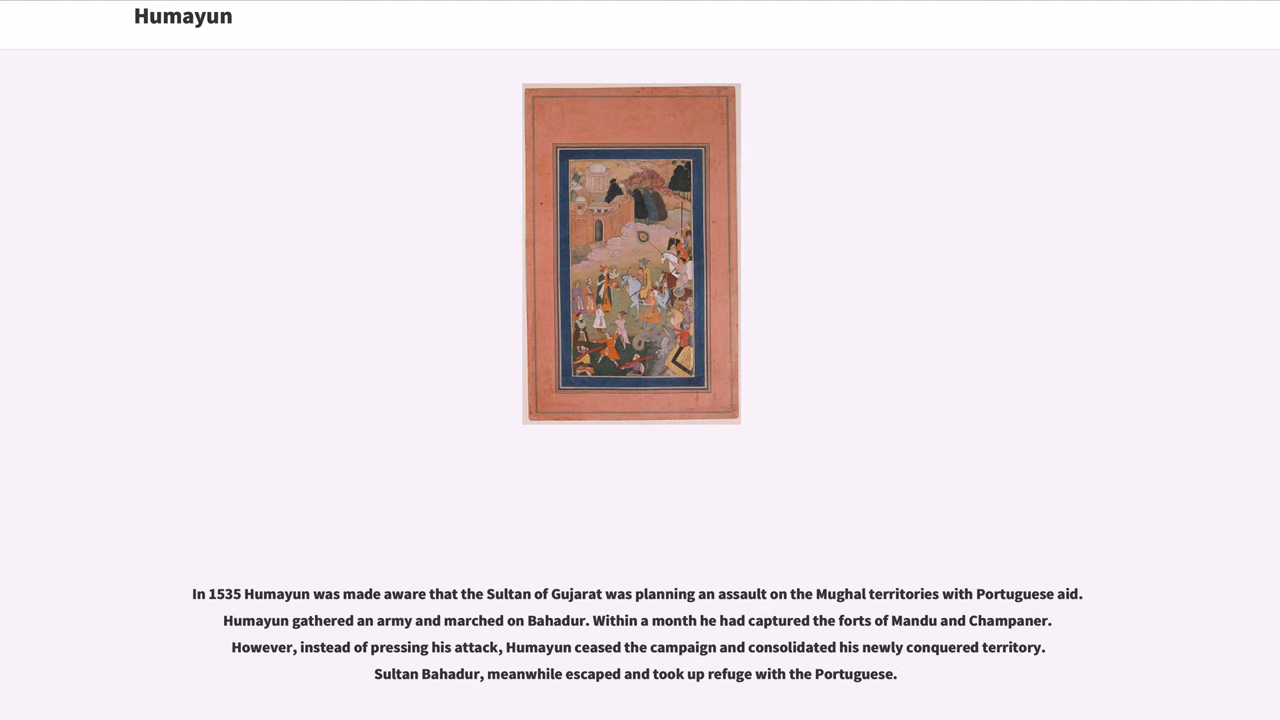 Humayun
In 1535 Humayun was made aware that the Sultan of Gujarat was planning an assault on the Mughal territories with Portuguese aid.
Humayun gathered an army and marched on Bahadur. Within a month he had captured the forts of Mandu and Champaner.
However, instead of pressing his attack, Humayun ceased the campaign and consolidated his newly conquered territory.
Sultan Bahadur, meanwhile escaped and took up refuge with the Portuguese.